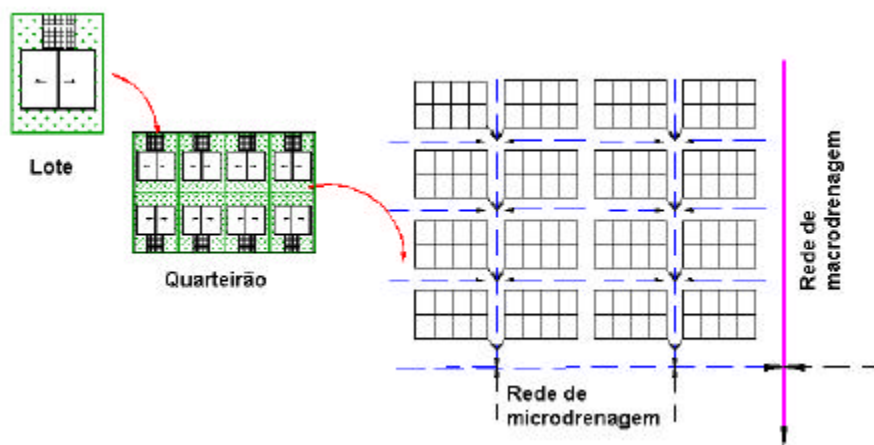 Lote
Quarteirão
Rede de
microdrenagem
Rede de
macrodrenagem